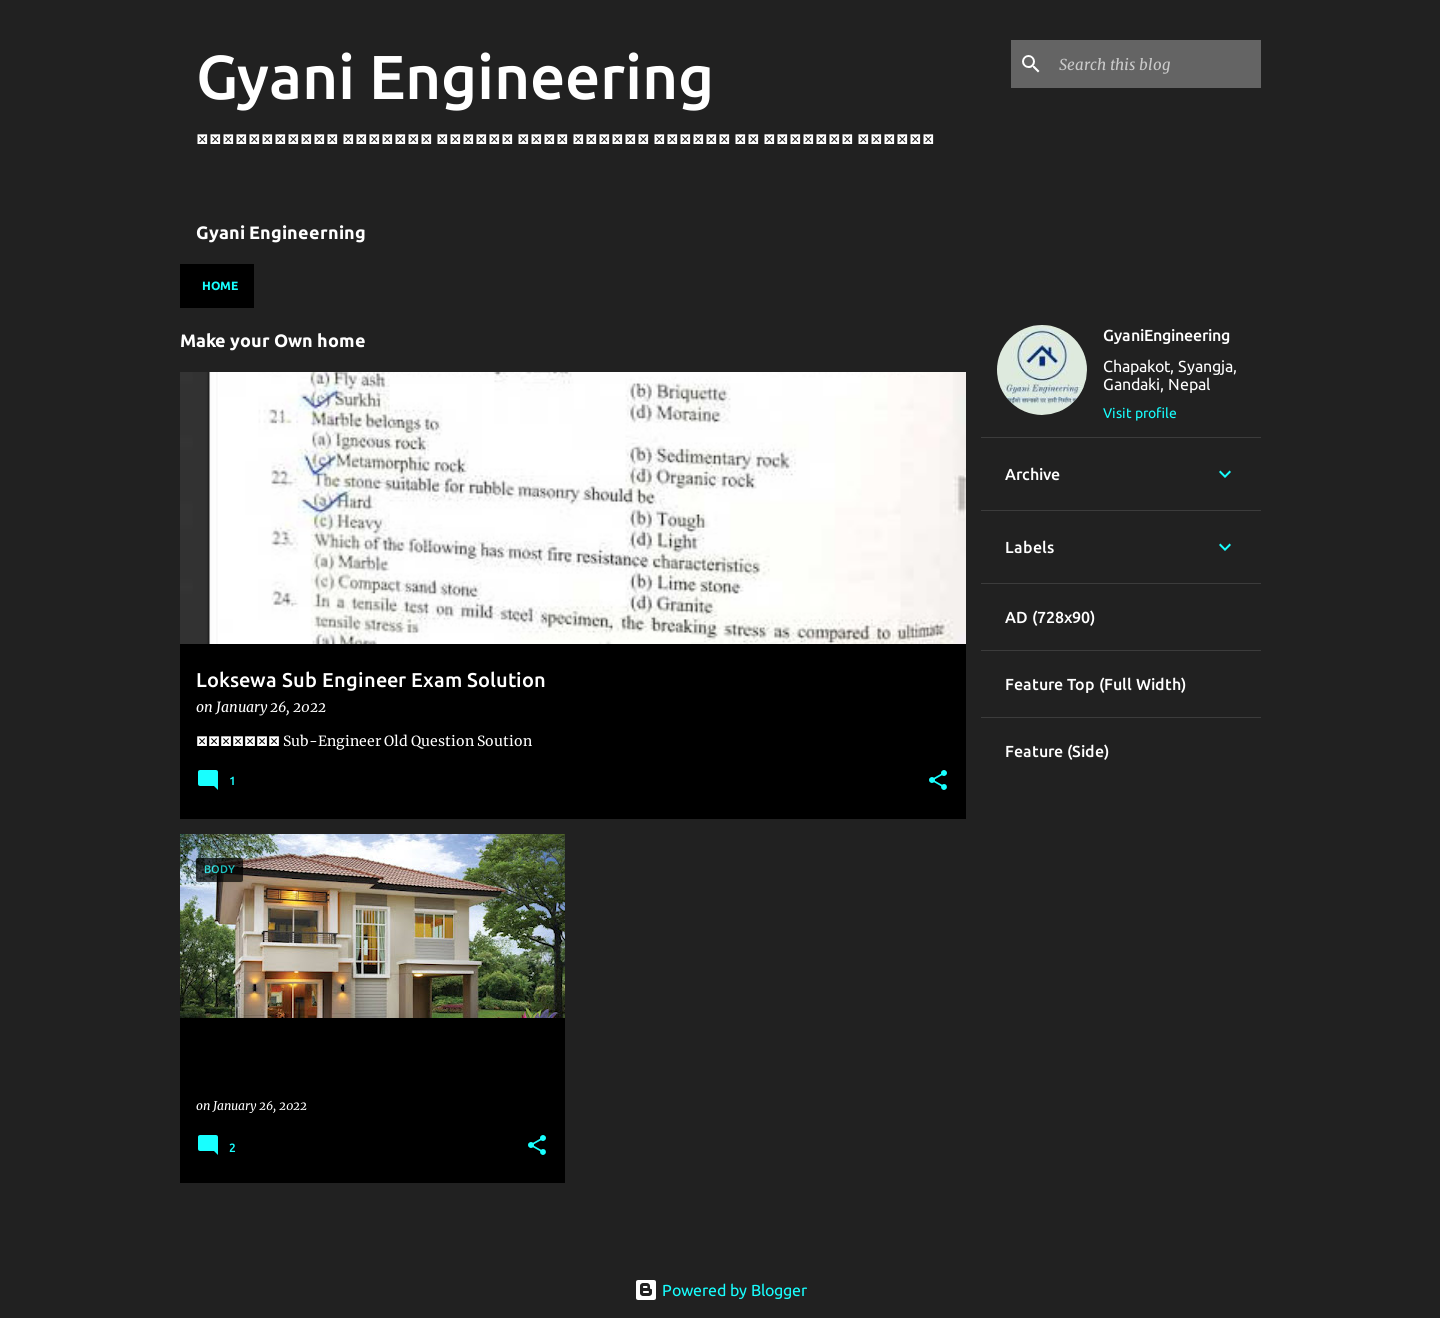 Gyani Engineering
Search this blog
Gyani Engineerning
HOME
Make your Own home
(a) Fly ash
(b) Briquette
(c) Surkhi
(d) Moraine
21. Marble belongs to
(a) Igneous rock
(b) Sedimentary rock
(c) Metamorphic rock
(d) Organic rock
22. The stone suitable for rubble masonry should be
(a) Hard
(b) Tough
(c) Heavy
(d) Light
23. Which of the following has most fire resistance characteristics
(a) Marble
(b) Lime stone
(c) Compact sand stone
(d) Granite
24. In a tensile test on mild steel specimen, the breaking stress as compared to ultimate
tensile stress is
(a) More
Loksewa Sub Engineer Exam Solution
on January 26, 2022
Sub-Engineer Old Question Soution
1
BODY
on January 26, 2022
2
GyaniEngineering
Gyani Engineering
Chapakot, Syangja,
Gandaki, Nepal
Visit profile
Archive
Labels
AD (728x90)
Feature Top (Full Width)
Feature (Side)
Powered by Blogger